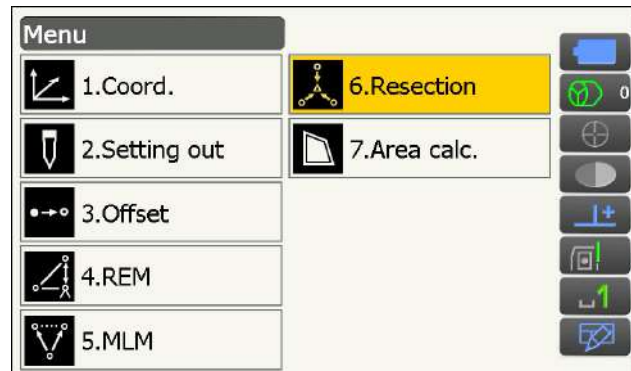 Menu
1.Coord.
2.Setting out
3.Offset
4.REM
5.MLM
6.Resection
7.Area calc.
0
1